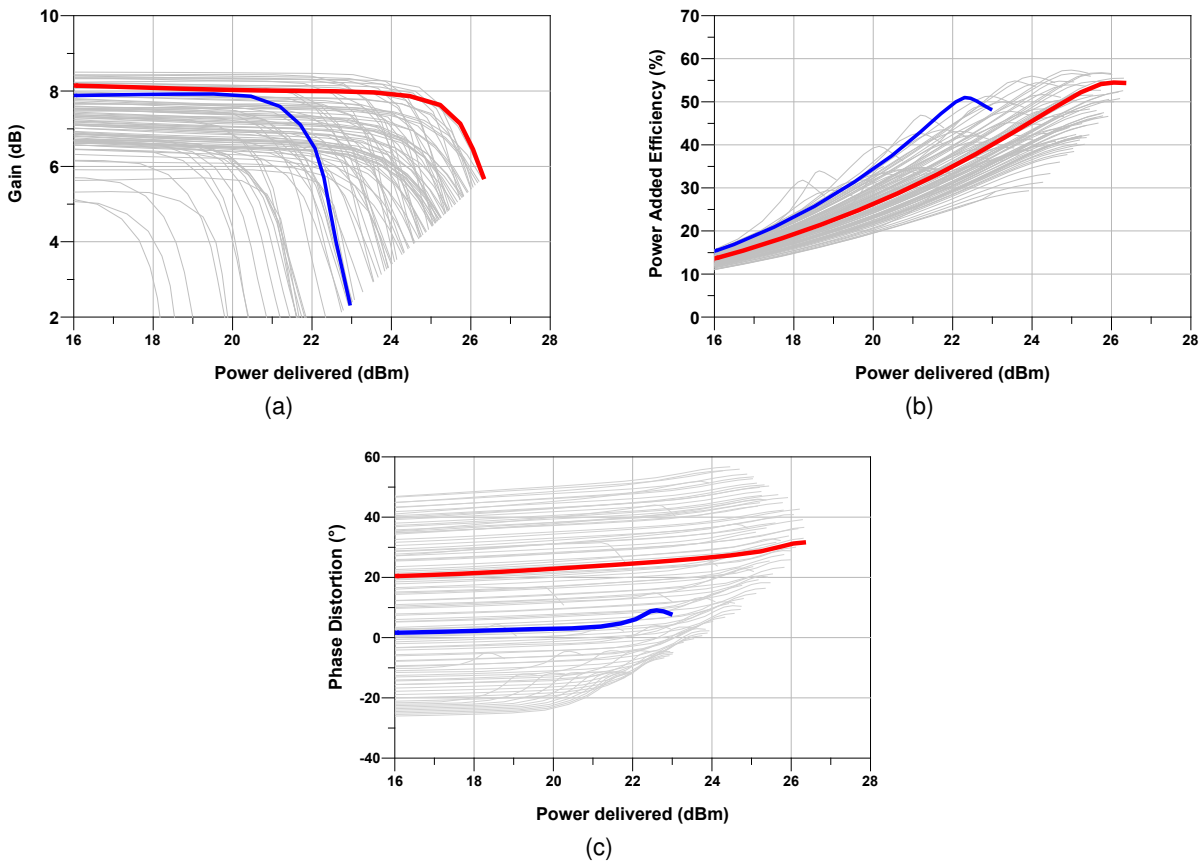 10
8
6
4
2
Gain (dB)
16 18 20 22 24 26 28
Power delivered (dBm)
(a)
70
60
50
40
30
20
10
0
Power Added Efficiency (%)
16 18 20 22 24 26 28
Power delivered (dBm)
(b)
60
40
20
0
-20
-40
Phase Distortion (°)
16 18 20 22 24 26 28
Power delivered (dBm)
(c)